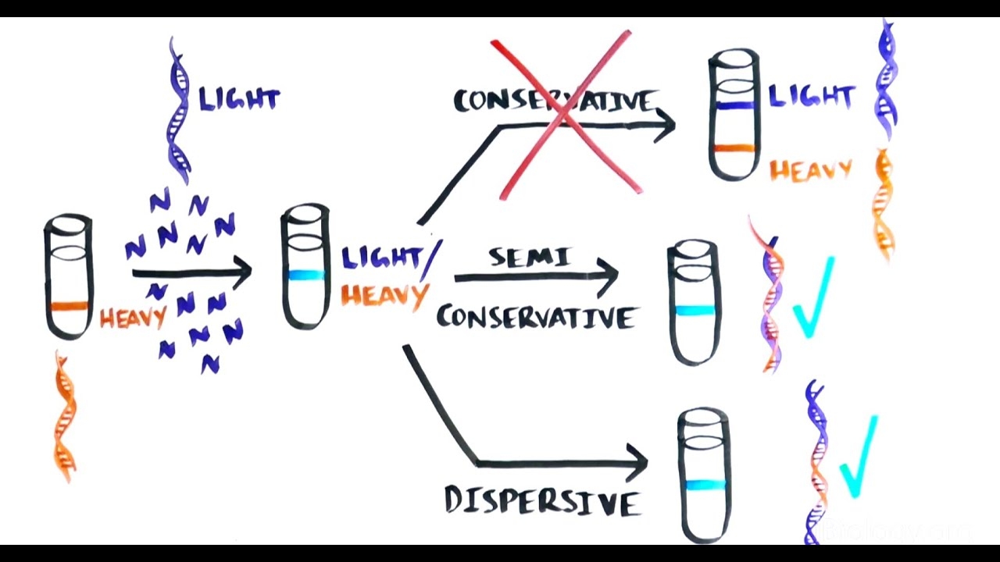 LIGHT
CONSERVATIVE
LIGHT
HEAVY
N N
N N N
N
LIGHT/
HEAVY
SEMI
CONSERVATIVE
HEAVY
N N
N N
N N
N
DISPERSIVE